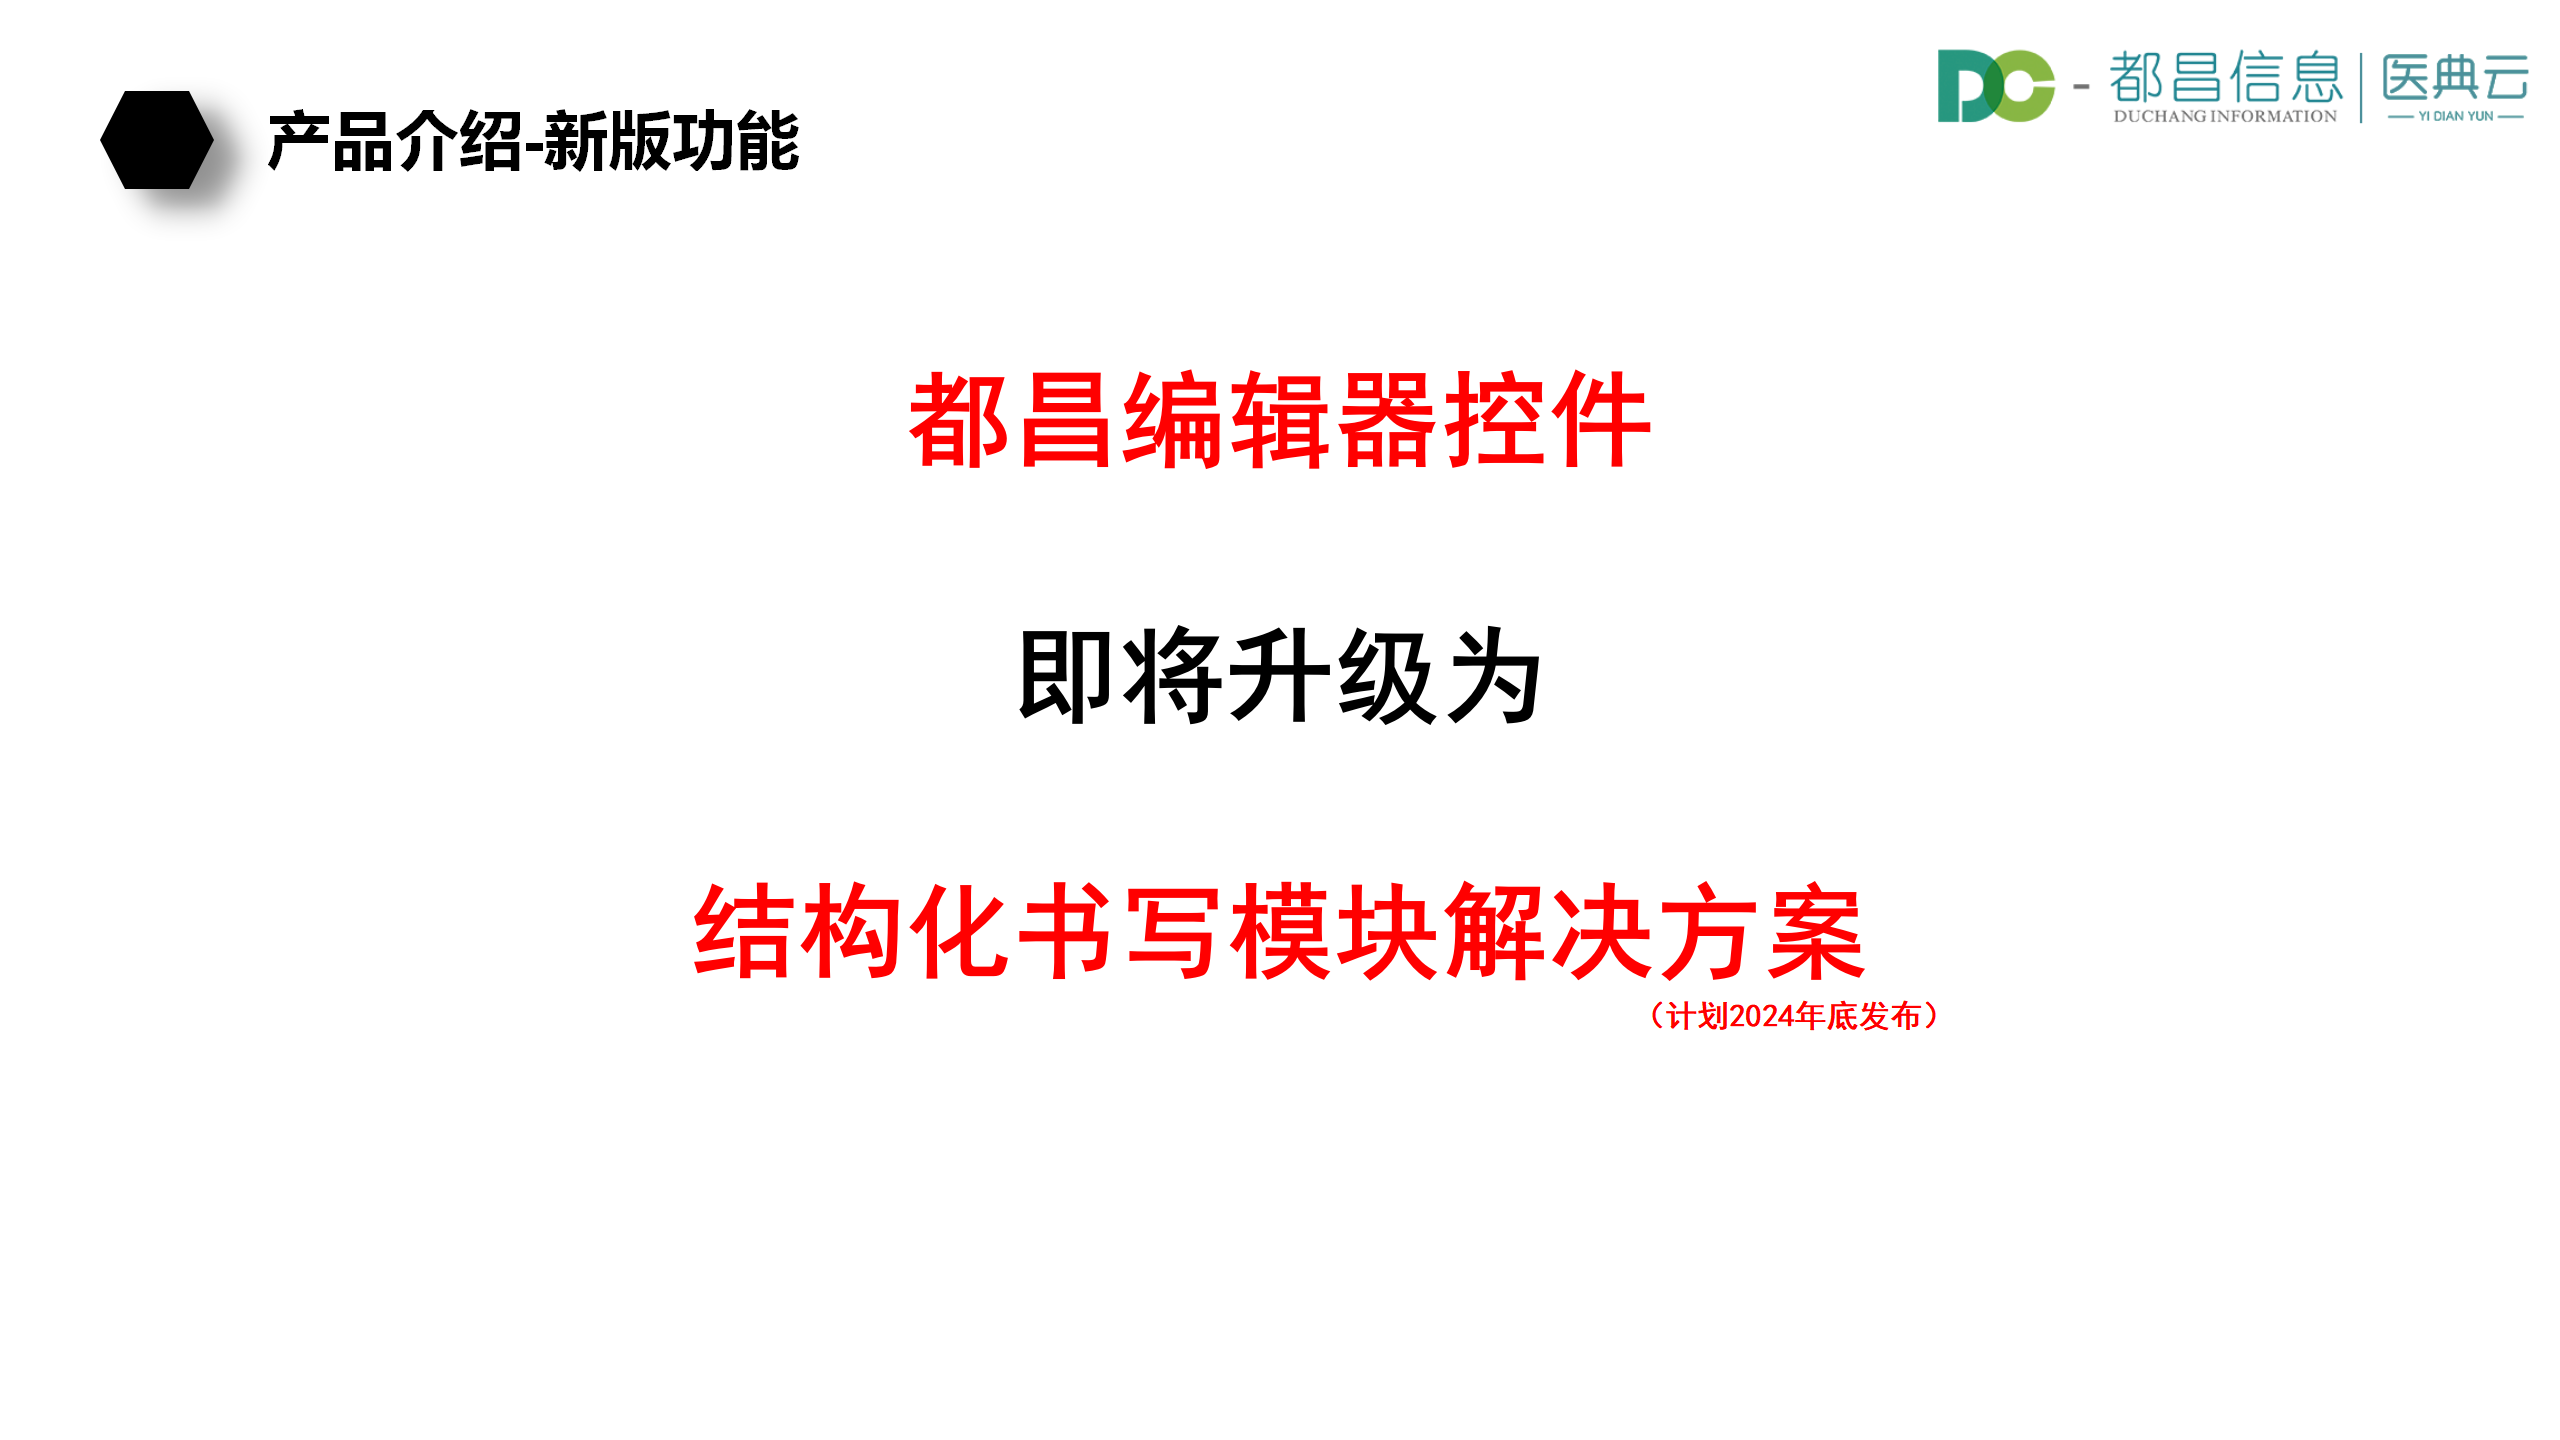 产品介绍-新版功能
DC - 都昌信息 | 医典云
DUCHANG INFORMATION
YI DIAN YUN
都昌编辑器控件
即将升级为
结构化书写模块解决方案
（计划2024年底发布）